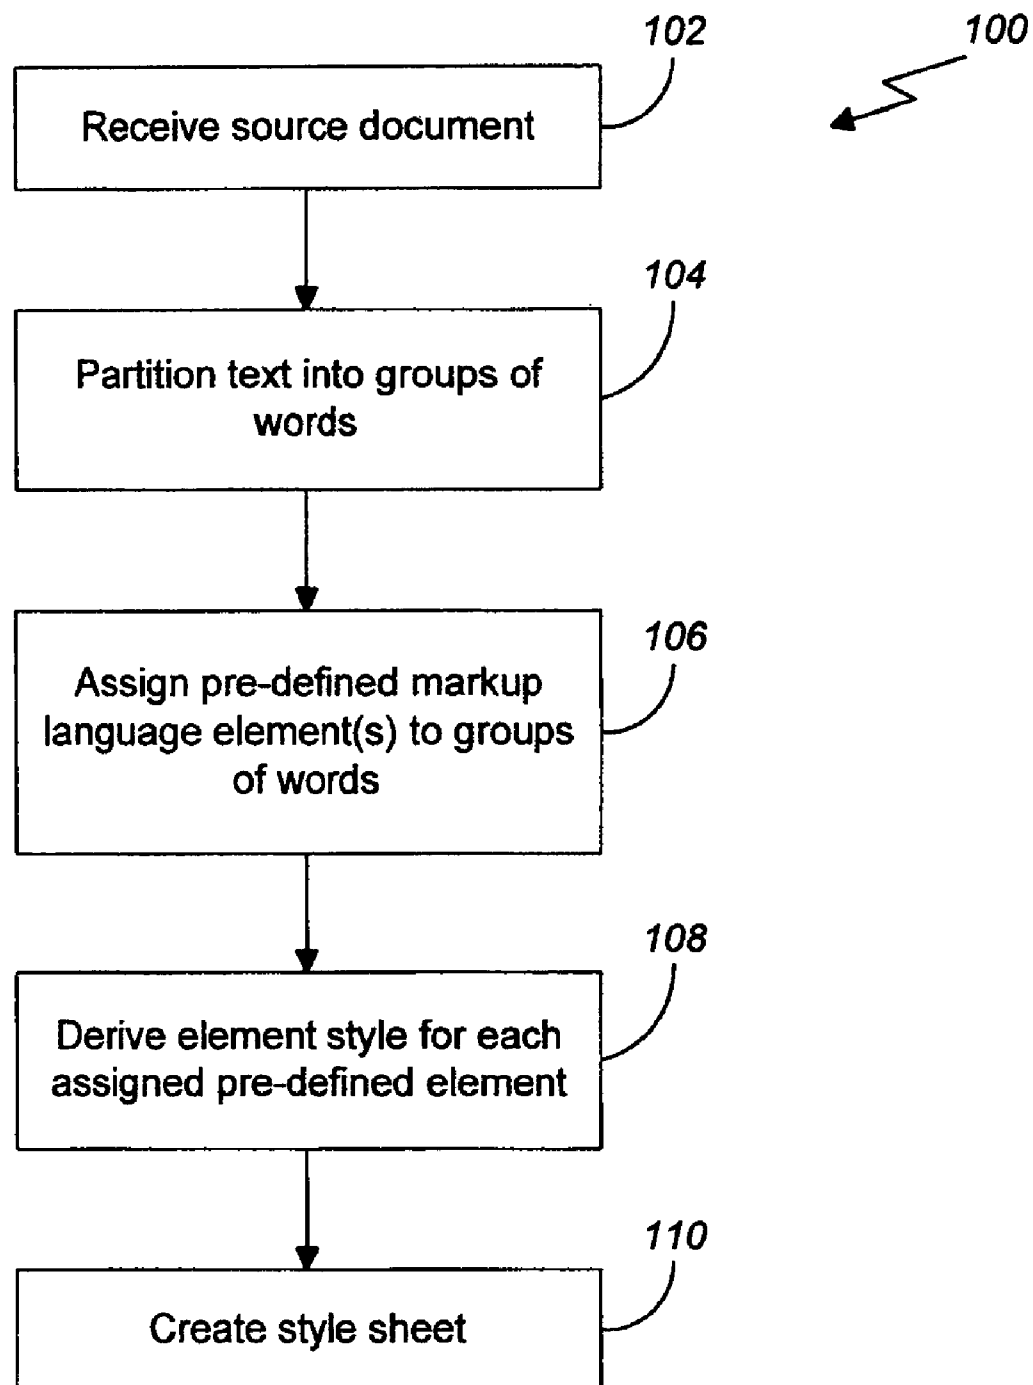 102
100
Receive source document
104
Partition text into groups of
words
106
Assign pre-defined markup
language element(s) to groups
of words
108
Derive element style for each
assigned pre-defined element
110
Create style sheet